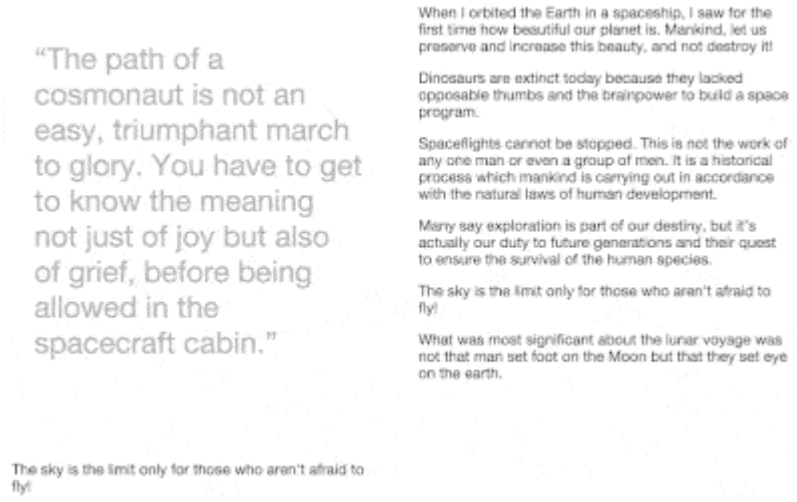 “The path of a
cosmonaut is not an
easy, triumphant march
to glory. You have to get
to know the meaning
not just of joy but also
of grief, before being
allowed in the
spacecraft cabin.”
The sky is the limit only for those who aren't afraid to
fly!
When I orbited the Earth in a spaceship, I saw for the
first time how beautiful our planet is. Mankind, let us
preserve and increase this beauty, and not destroy it!
Dinosaurs are extinct today because they lacked
opposable thumbs and the brainpower to build a space
program.
Spaceflights cannot be stopped. This is not the work of
any one man or even a group of men. It is a historical
process which mankind is carrying out in accordance
with the natural laws of human development.
Many say exploration is part of our destiny, but it's
actually our duty to future generations and their quest
to ensure the survival of the human species.
The sky is the limit only for those who aren't afraid to
fly!
What was most significant about the lunar voyage was
not that man set foot on the Moon but that they set eye
on the earth.